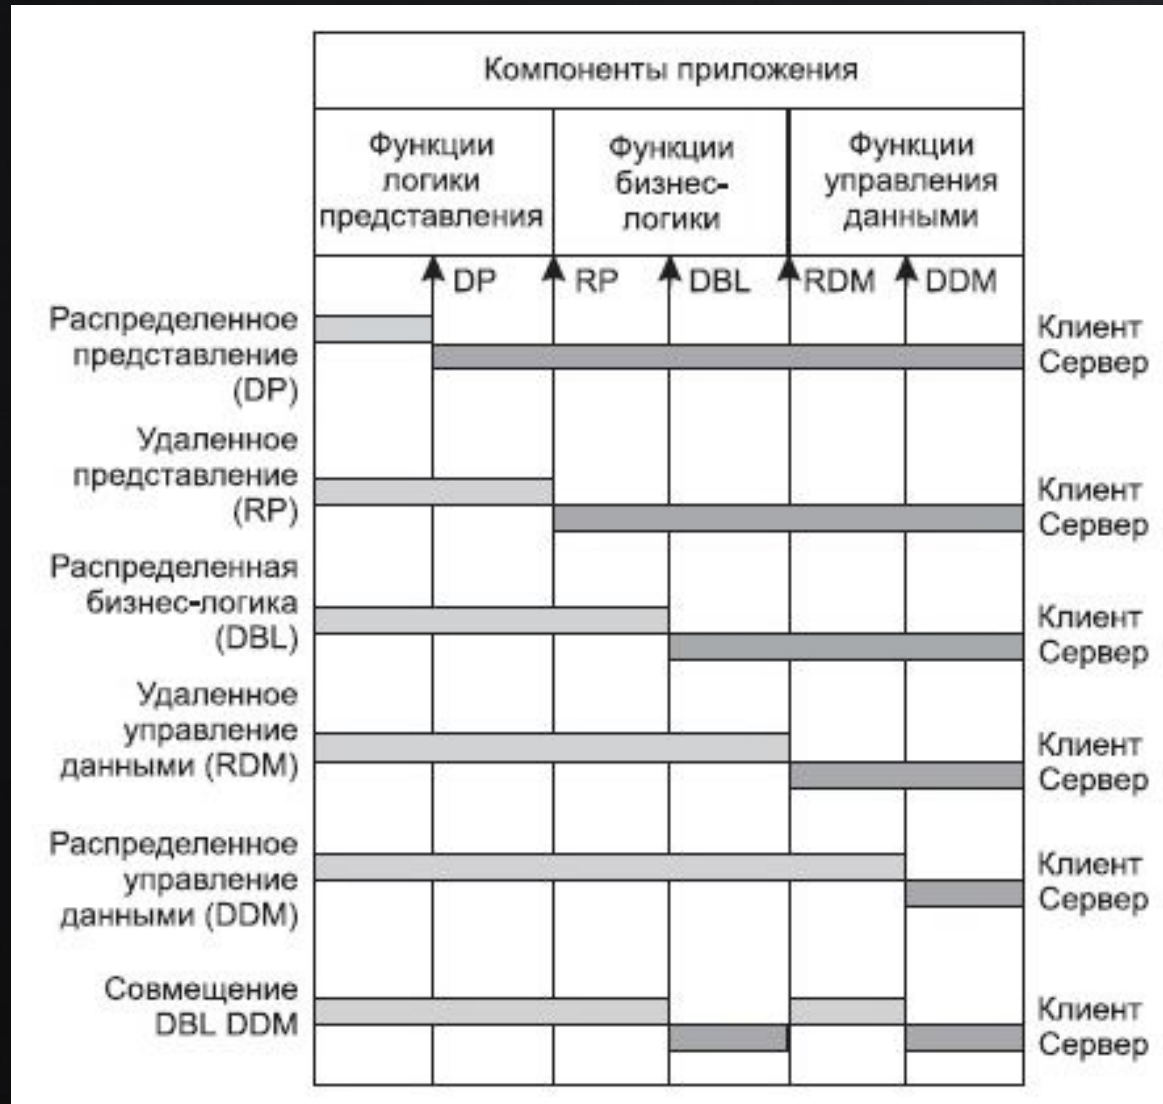 Компоненты приложения
Функции
логики
представления
Функции
бизнес-
логики
Функции
управления
данными
DP
RP
DBL
RDM
DDM
Распределенное
представление
(DP)
Клиент
Сервер
Удаленное
представление
(RP)
Клиент
Сервер
Распределенная
бизнес-логика
(DBL)
Клиент
Сервер
Удаленное
управление
данными (RDM)
Клиент
Сервер
Распределенное
управление
данными (DDM)
Клиент
Сервер
Совмещение
DBL DDM
Клиент
Сервер